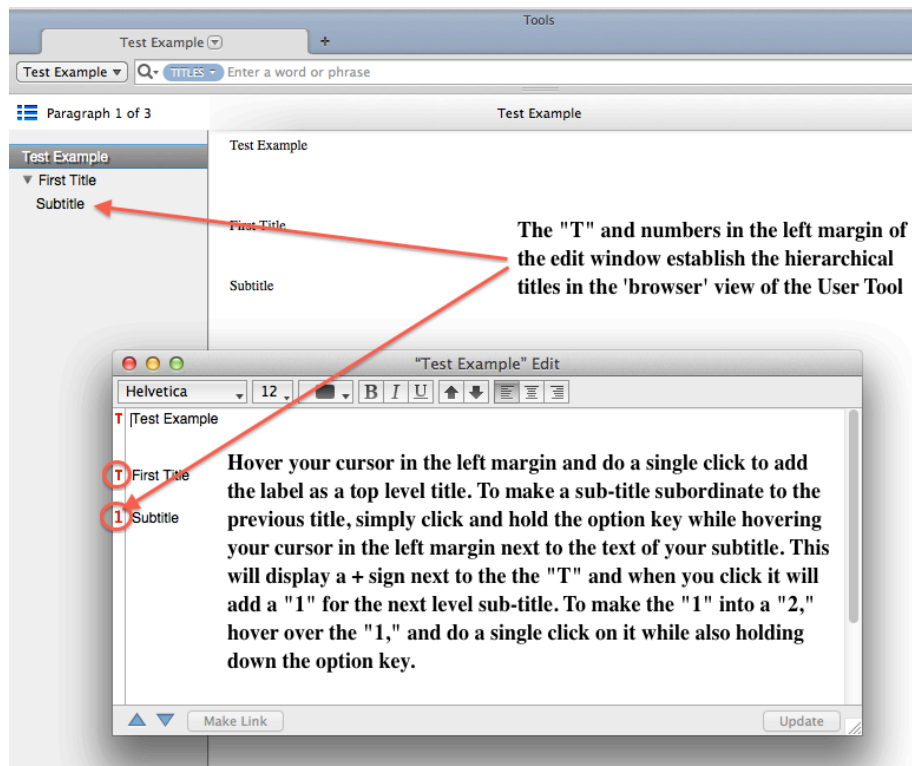 Tools
Test Example
+
Test Example
TITLES
Enter a word or phrase
Paragraph 1 of 3
Test Example
Test Example
First Title
Subtitle
Test Example
First Title
Subtitle
The "T" and numbers in the left margin of
the edit window establish the hierarchical
titles in the 'browser' view of the User Tool
"Test Example" Edit
Helvetica
12
B I U
T Test Example
T First Title
1 Subtitle
Hover your cursor in the left margin and do a single click to add
the label as a top level title. To make a sub-title subordinate to the
previous title, simply click and hold the option key while hovering
your cursor in the left margin next to the text of your subtitle. This
will display a + sign next to the the "T" and when you click it will
add a "1" for the next level sub-title. To make the "1" into a "2,"
hover over the "1," and do a single click on it while also holding
down the option key.
Make Link
Update